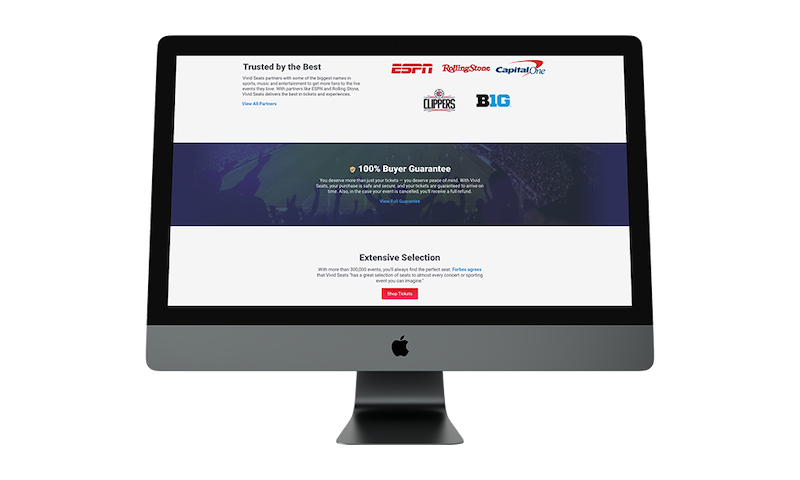 Trusted by the Best
Vivid Seats partners with some of the biggest names in
sports, music and entertainment to get more fans to the live
events they love. With partners like ESPN and Rolling Stone,
Vivid Seats delivers the best in tickets and experiences.
View All Partners
ESPN
RollingStone
Capital One
CLIPPERS
B1G
100% Buyer Guarantee
You deserve more than just your tickets — you deserve peace of mind. With Vivid
Seats, your purchase is safe and secure, and your tickets are guaranteed to arrive on
time. Also, in the case your event is cancelled, you'll receive a full refund.
View Full Guarantee
Extensive Selection
With more than 300,000 events, you'll always find the perfect seat. Forbes agrees
that Vivid Seats "has a great selection of seats to almost every concert or sporting
event you can imagine."
Shop Tickets